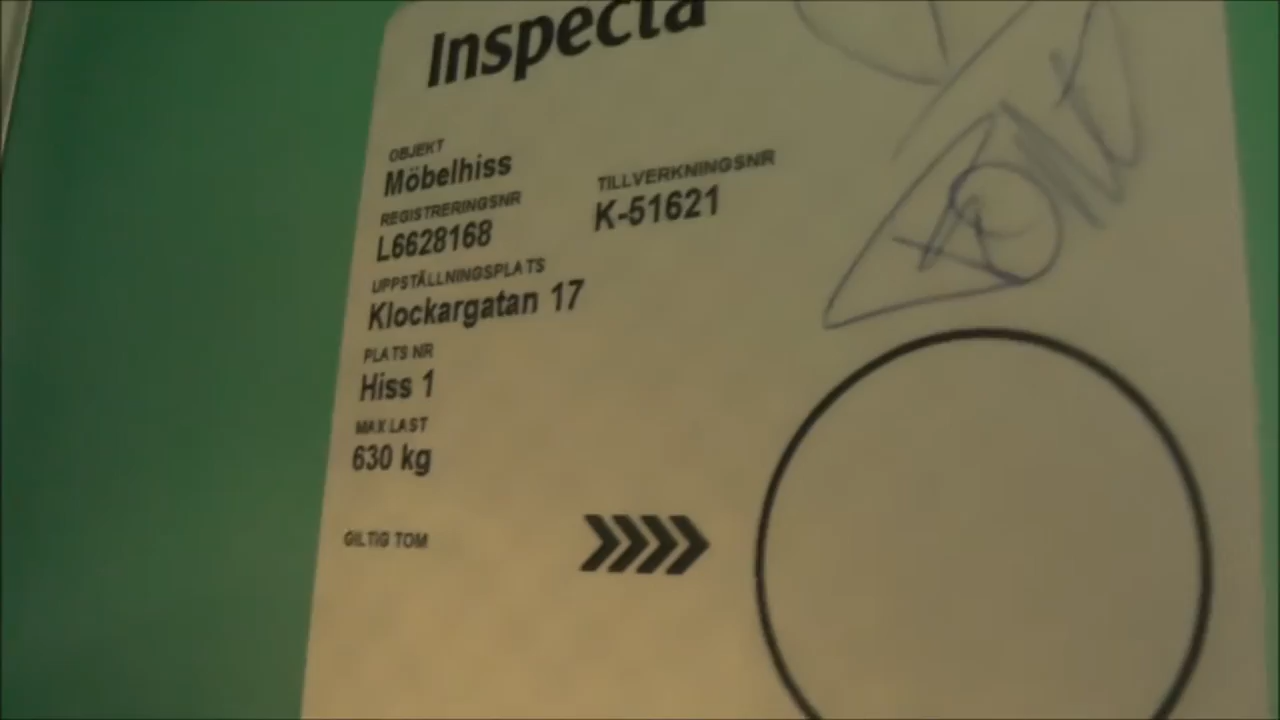 Inspecta
OBJEKT
Möbelhiss
REGISTRERINGSNR
L6628168
TILLVERKNINGSNR
K-51621
UPPSTÄLLNINGSPLATS
Klockargatan 17
PLATS NR
Hiss 1
MAX LAST
630 kg
GILTIG TOM